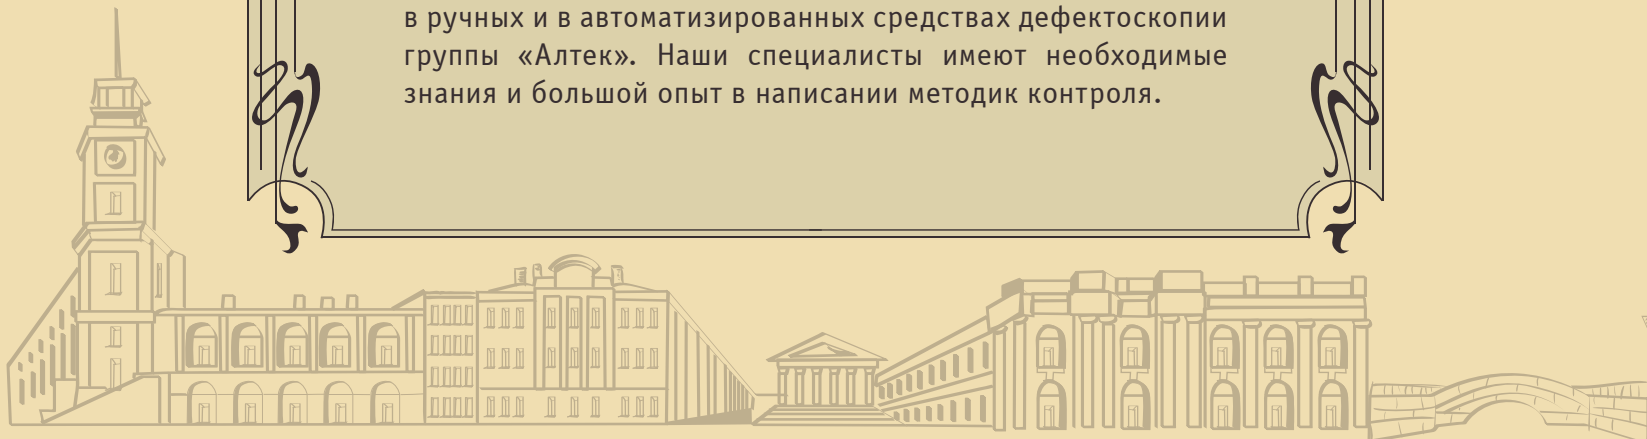 в ручных и в автоматизированных средствах дефектоскопии
группы «Алтек». Наши специалисты имеют необходимые
знания и большой опыт в написании методик контроля.